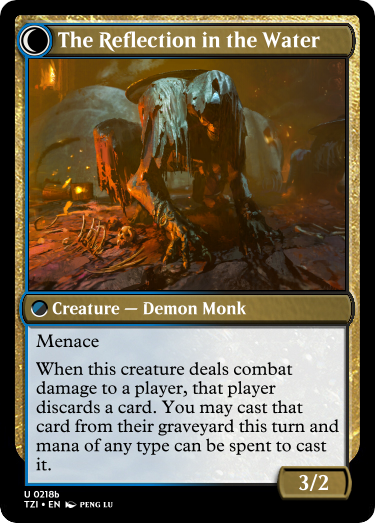 The Reflection in the Water
Creature — Demon Monk
Menace
When this creature deals combat
damage to a player, that player
discards a card. You may cast that
card from their graveyard this turn and
mana of any type can be spent to cast
it.
3/2
U 0218b
TZI • EN PENG LU